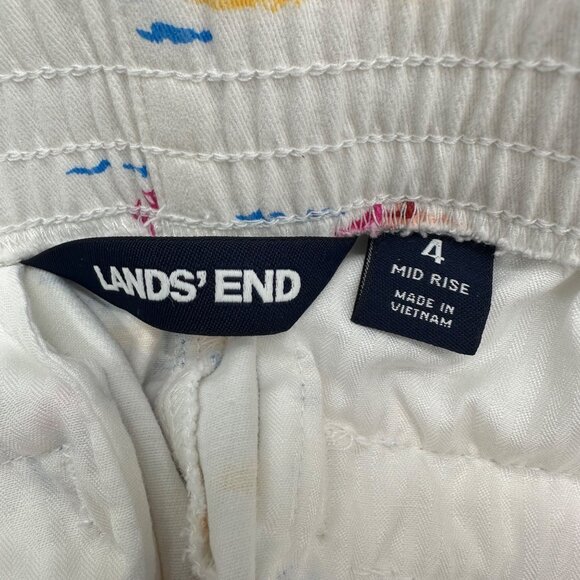 LANDS' END
4
MID RISE
MADE IN
VIETNAM